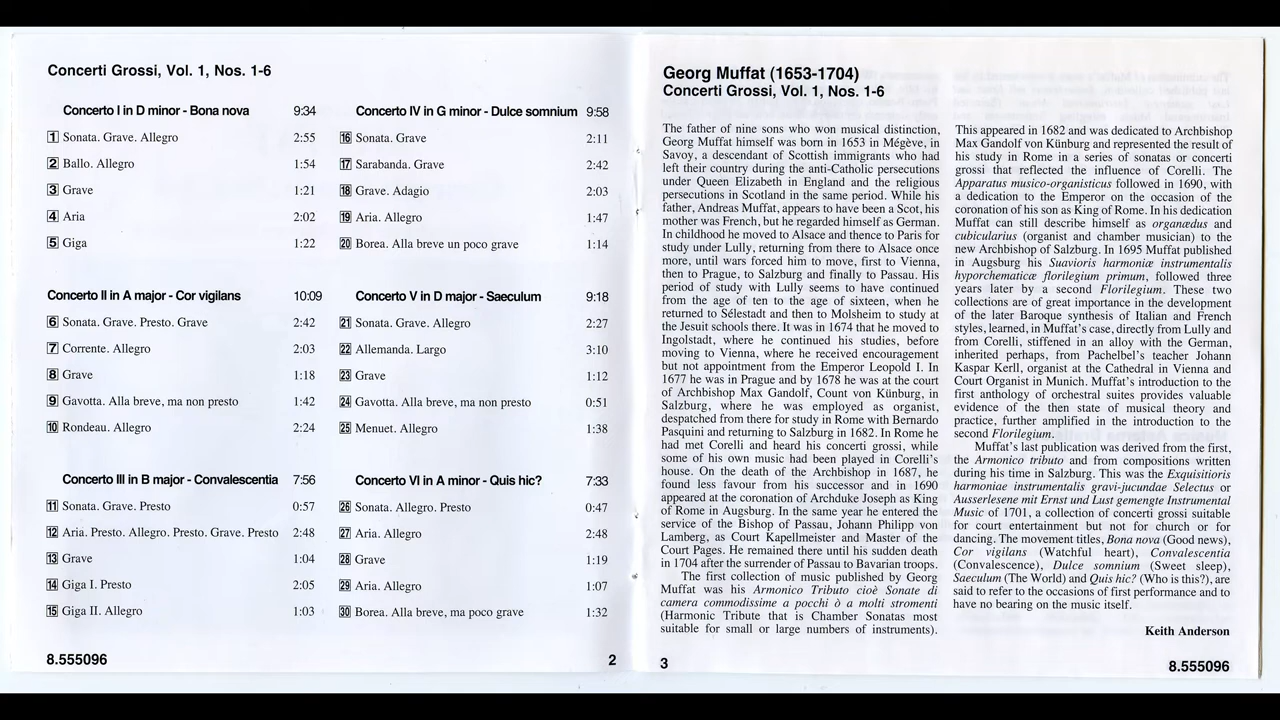 Concerti Grossi, Vol. 1, Nos. 1-6
Concerto I in D minor - Bona nova 9:34
1 Sonata. Grave. Allegro 2:55
2 Ballo. Allegro 1:54
3 Grave 1:21
4 Aria 2:02
5 Giga 1:22
Concerto II in A major - Cor vigilans 10:09
6 Sonata. Grave. Presto. Grave 2:42
7 Corrente. Allegro 2:03
8 Grave 1:18
9 Gavotta. Alla breve, ma non presto 1:42
10 Rondeau. Allegro 2:24
Concerto III in B major - Convalescentia 7:56
11 Sonata. Grave. Presto 0:57
12 Aria. Presto. Allegro. Presto. Grave. Presto 2:48
13 Grave 1:04
14 Giga I. Presto 2:05
15 Giga II. Allegro 1:03
Concerto IV in G minor - Dulce somnium 9:58
16 Sonata. Grave 2:11
17 Sarabanda. Grave 2:42
18 Grave. Adagio 2:03
19 Aria. Allegro 1:47
20 Borea. Alla breve un poco grave 1:14
Concerto V in D major - Saeculum 9:18
21 Sonata. Grave. Allegro 2:27
22 Allemanda. Largo 3:10
23 Grave 1:12
24 Gavotta. Alla breve, ma non presto 0:51
25 Menuet. Allegro 1:38
Concerto VI in A minor - Quis hic? 7:33
26 Sonata. Allegro. Presto 0:47
27 Aria. Allegro 2:48
28 Grave 1:19
29 Aria. Allegro 1:07
30 Borea. Alla breve, ma poco grave 1:32
8.555096
2
Georg Muffat (1653-1704)
Concerti Grossi, Vol. 1, Nos. 1-6
The father of nine sons who won musical distinction,
Georg Muffat himself was born in 1653 in Mégève, in
Savoy, a descendant of Scottish immigrants who had
left their country during the anti-Catholic persecutions
under Queen Elizabeth in England and the religious
persecutions in Scotland in the same period. While his
father, Andreas Muffat, appears to have been a Scot, his
mother was French, but he regarded himself as German.
In childhood he moved to Alsace and thence to Paris for
study under Lully, returning from there to Alsace once
more, until wars forced him to move, first to Vienna,
then to Prague, to Salzburg and finally to Passau. His
period of study with Lully seems to have continued
from the age of ten to the age of sixteen, when he
returned to Sélestadt and then to Molsheim to study at
the Jesuit schools there. It was in 1674 that he moved to
Ingolstadt, where he continued his studies, before
moving to Vienna, where he received encouragement
but not appointment from the Emperor Leopold I. In
1677 he was in Prague and by 1678 he was at the court
of Archbishop Max Gandolf, Count von Künburg, in
Salzburg, where he was employed as organist,
despatched from there for study in Rome with Bernardo
Pasquini and returning to Salzburg in 1682. In Rome he
had met Corelli and heard his concerti grossi, while
some of his own music had been played in Corelli's
house. On the death of the Archbishop in 1687, he
found less favour from his successor and in 1690
appeared at the coronation of Archduke Joseph as King
of Rome in Augsburg. In the same year he entered the
service of the Bishop of Passau, Johann Philipp von
Lamberg, as Court Kapellmeister and Master of the
Court Pages. He remained there until his sudden death
in 1704 after the surrender of Passau to Bavarian troops.
The first collection of music published by Georg
Muffat was his Armonico Tributo cioè Sonate di
camera commodissime a pocchi ò a molti stromenti
(Harmonic Tribute that is Chamber Sonatas most
suitable for small or large numbers of instruments).
This appeared in 1682 and was dedicated to Archbishop
Max Gandolf von Künburg and represented the result of
his study in Rome in a series of sonatas or concerti
grossi that reflected the influence of Corelli. The
Apparatus musico-organisticus followed in 1690, with
a dedication to the Emperor on the occasion of the
coronation of his son as King of Rome. In his dedication
Muffat can still describe himself as organædus and
cubicularius (organist and chamber musician) to the
new Archbishop of Salzburg. In 1695 Muffat published
in Augsburg his Suavioris harmoniæ instrumentalis
hyporchematicæ florilegium primum, followed three
years later by a second Florilegium. These two
collections are of great importance in the development
of the later Baroque synthesis of Italian and French
styles, learned, in Muffat's case, directly from Lully and
from Corelli, stiffened in an alloy with the German,
inherited perhaps, from Pachelbel's teacher Johann
Kaspar Kerll, organist at the Cathedral in Vienna and
Court Organist in Munich. Muffat's introduction to the
first anthology of orchestral suites provides valuable
evidence of the then state of musical theory and
practice, further amplified in the introduction to the
second Florilegium.
Muffat's last publication was derived from the first,
the Armonico tributo and from compositions written
during his time in Salzburg. This was the Exquisitioris
harmoniae instrumentalis gravi-jucundae Selectus or
Ausserlesene mit Ernst und Lust gemengte Instrumental
Music of 1701, a collection of concerti grossi suitable
for court entertainment but not for church or for
dancing. The movement titles, Bona nova (Good news),
Cor vigilans (Watchful heart), Convalescentia
(Convalescence), Dulce somnium (Sweet sleep),
Saeculum (The World) and Quis hic? (Who is this?), are
said to refer to the occasions of first performance and to
have no bearing on the music itself.
Keith Anderson
3
8.555096